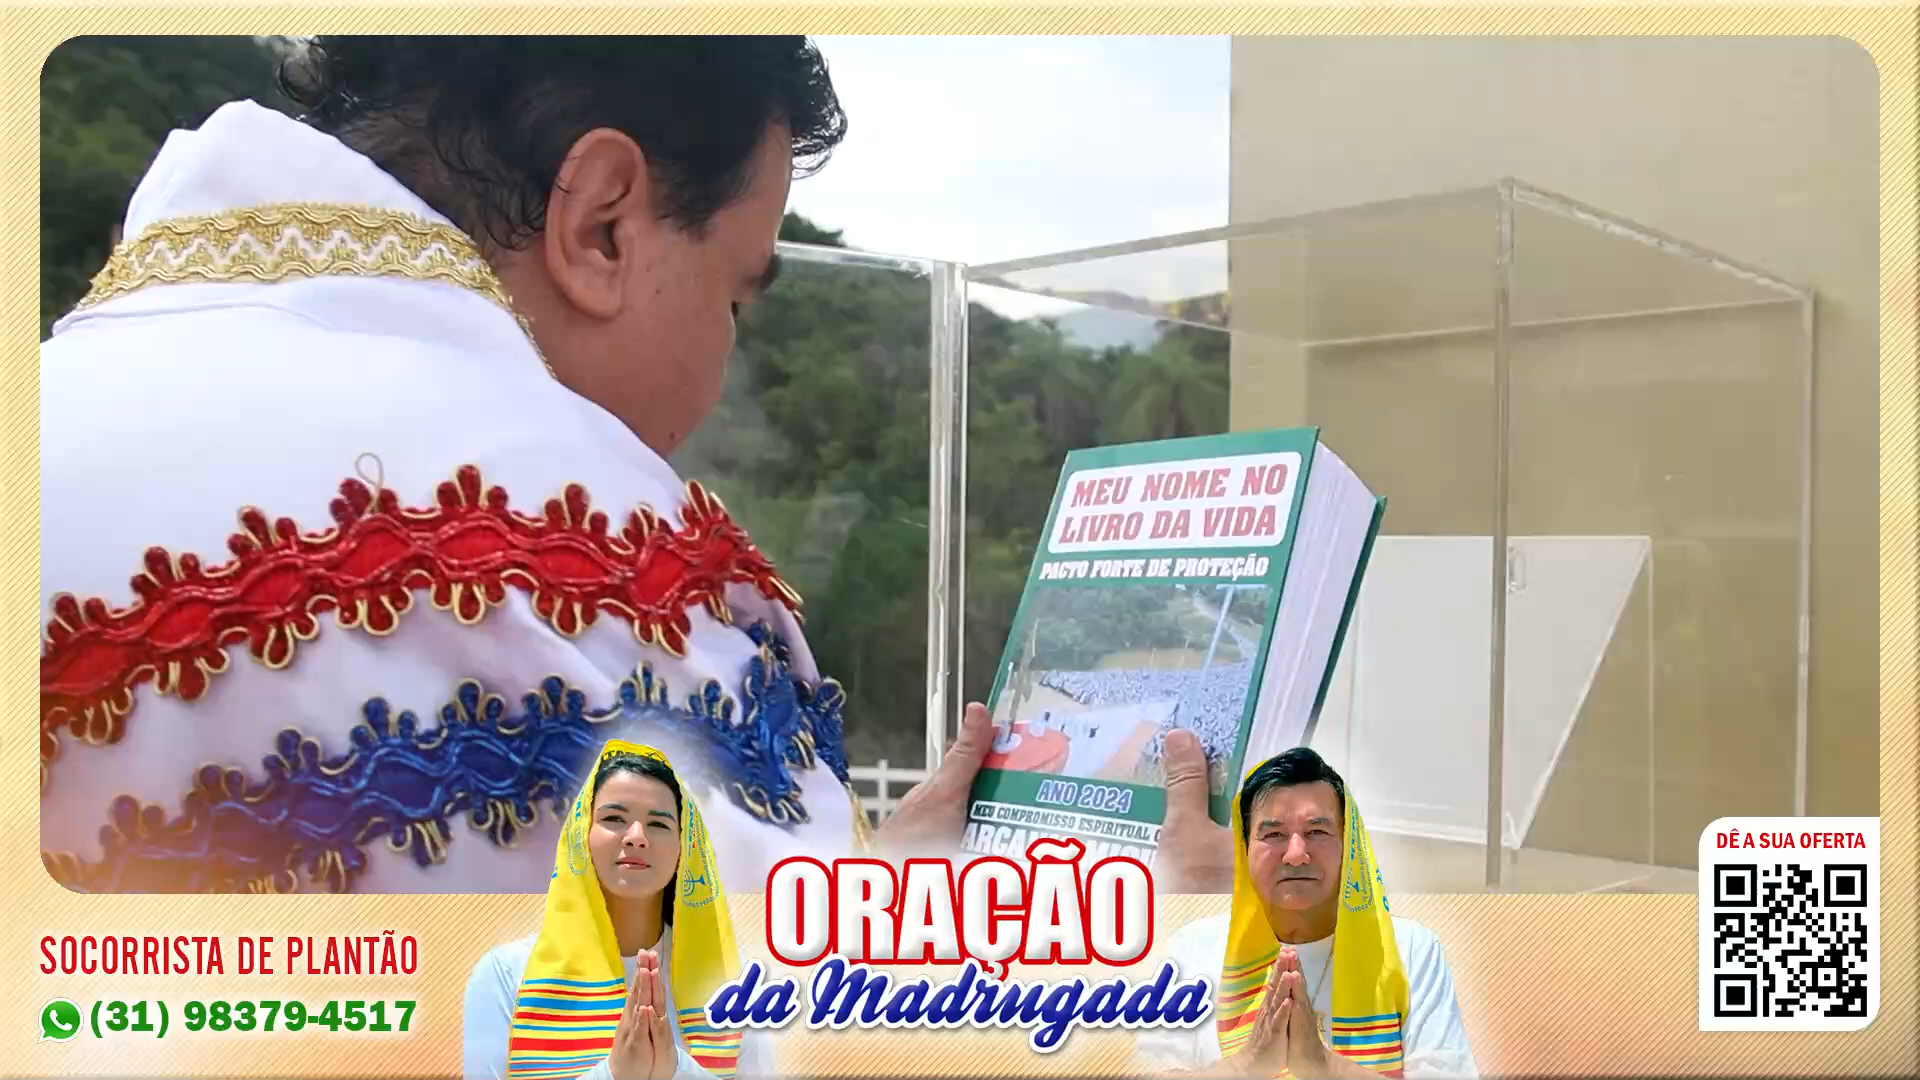 MEU NOME NO
LIVRO DA VIDA
PACTO FORTE DE PROTEÇÃO
ANO 2024
MEU COMPROMISSO ESPIRITUAL
DÊ A SUA OFERTA
ORAÇÃO
da Madrugada
SOCORRISTA DE PLANTÃO
(31) 98379-4517